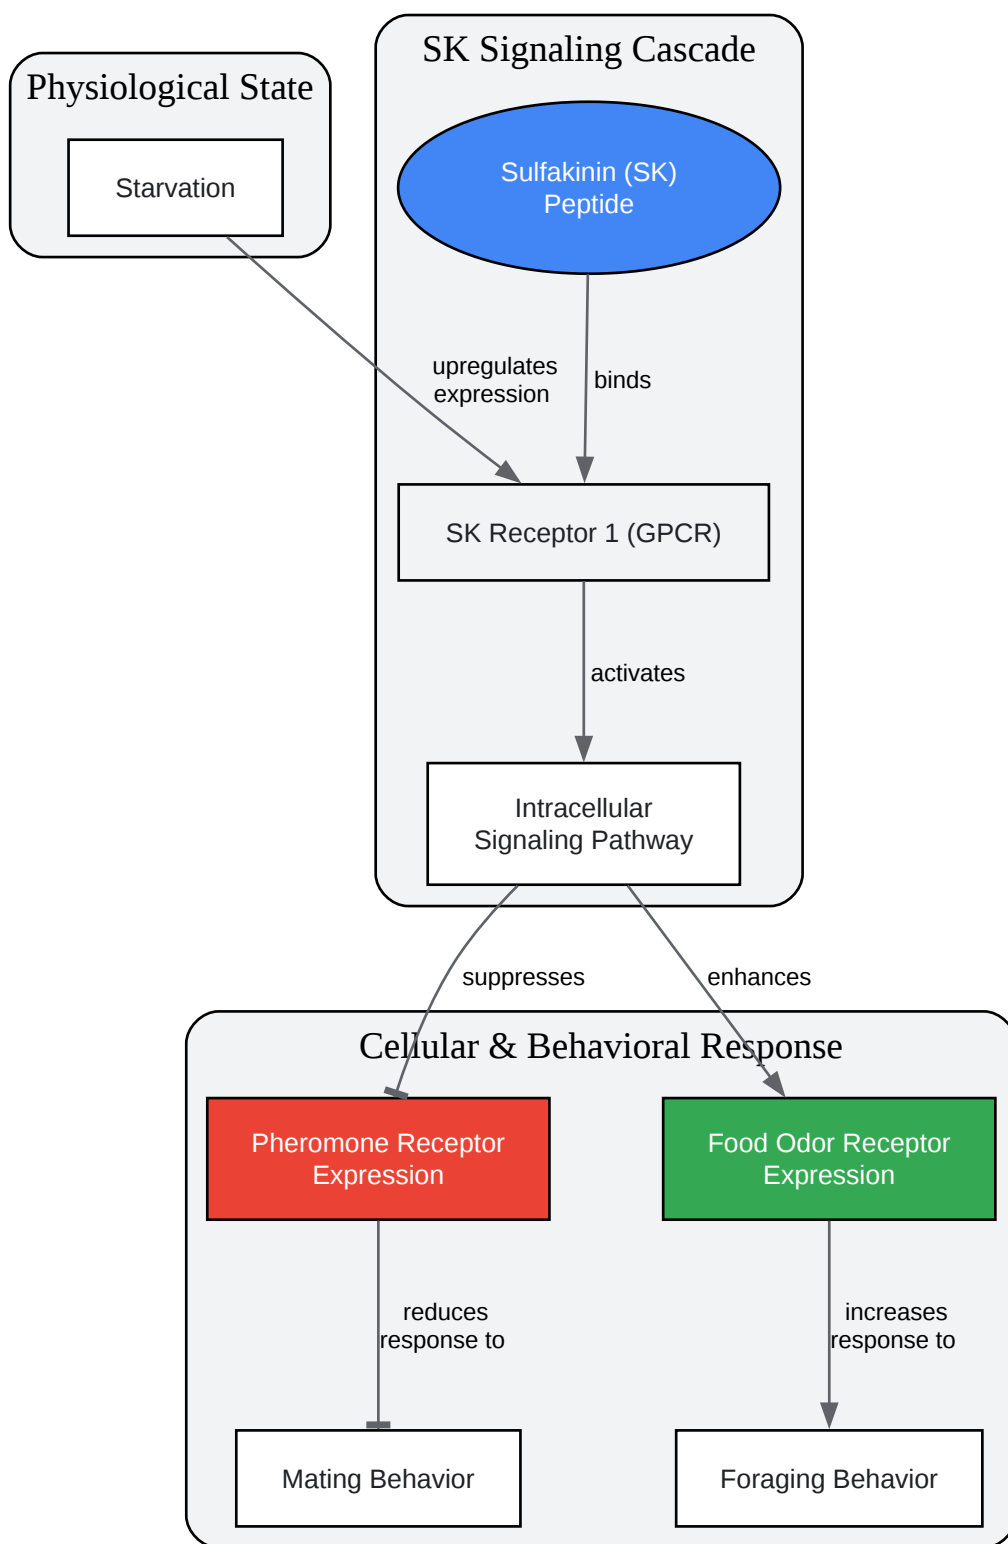 Physiological State
Starvation
SK Signaling Cascade
Sulfakinin (SK)
Peptide
upregulates
expression
binds
SK Receptor 1 (GPCR)
activates
Intracellular
Signaling Pathway
suppresses
enhances
Cellular & Behavioral Response
Pheromone Receptor
Expression
Food Odor Receptor
Expression
reduces
response to
increases
response to
Mating Behavior
Foraging Behavior